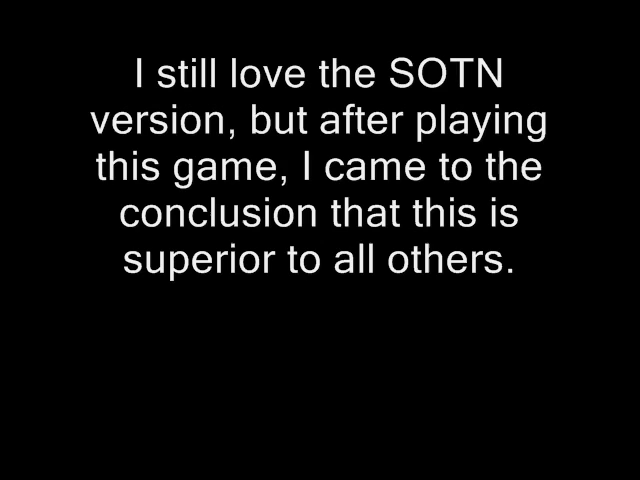 I still love the SOTN
version, but after playing
this game, I came to the
conclusion that this is
superior to all others.